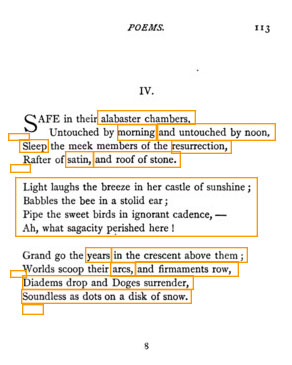 POEMS. 113
IV.
SAFE in their alabaster chambers,
Untouched by morning and untouched by noon,
Sleep the meek members of the resurrection,
Rafter of satin, and roof of stone.
Light laughs the breeze in her castle of sunshine ;
Babbles the bee in a stolid ear ;
Pipe the sweet birds in ignorant cadence, —
Ah, what sagacity perished here !
Grand go the years in the crescent above them ;
Worlds scoop their arcs, and firmaments row,
Diadems drop and Doges surrender,
Soundless as dots on a disk of snow.
8